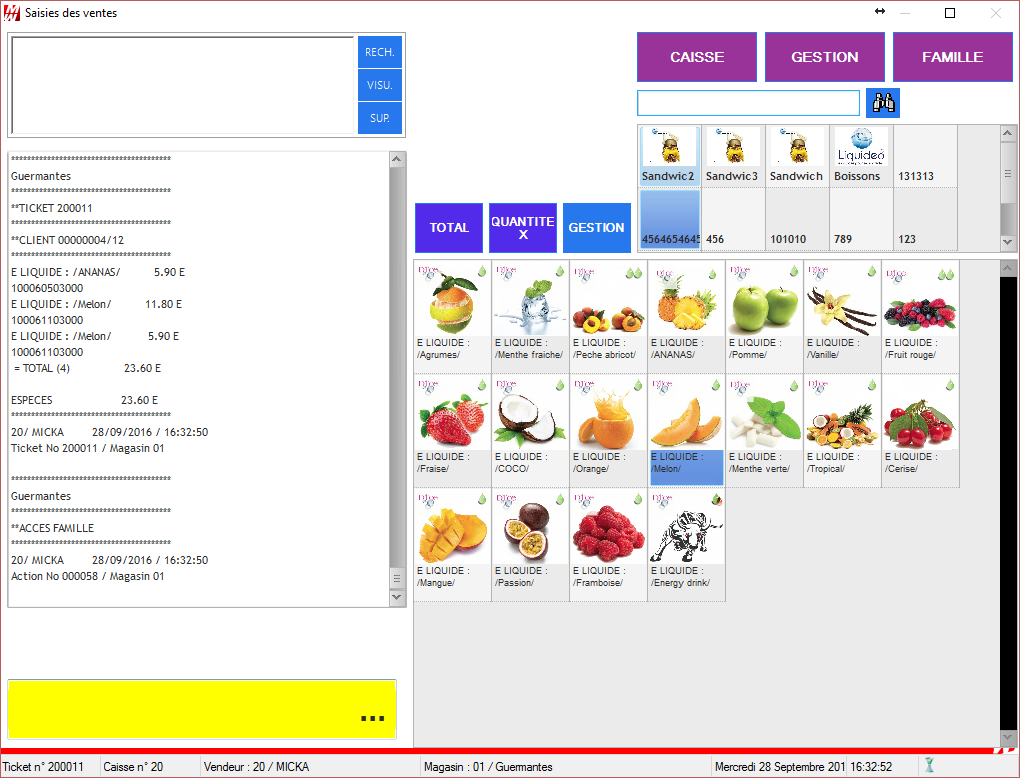 Saisies des ventes
RECH.
VISU.
SUP.
CAISSE
GESTION
FAMILLE
Sandwic2
Sandwic3
Sandwich
Liquideo
Boissons
131313
4564654645
456
101010
789
123
TOTAL
QUANTITE
X
GESTION
****************************************
Guermantes
****************************************
**TICKET 200011
****************************************
**CLIENT 00000004/12
****************************************
E LIQUIDE : /ANANAS/ 5.90 E
100060503000
E LIQUIDE : /Melon/ 11.80 E
100061103000
E LIQUIDE : /Melon/ 5.90 E
100061103000
= TOTAL (4) 23.60 E
ESPECES 23.60 E
****************************************
20/ MICKA 28/09/2016 / 16:32:50
Ticket No 200011 / Magasin 01
****************************************
Guermantes
****************************************
**ACCES FAMILLE
****************************************
20/ MICKA 28/09/2016 / 16:32:50
Action No 000058 / Magasin 01
E LIQUIDE :
/Agrumes/
E LIQUIDE :
/Menthe fraiche/
E LIQUIDE :
/Peche abricot/
E LIQUIDE :
/ANANAS/
E LIQUIDE :
/Pomme/
E LIQUIDE :
/Vanille/
E LIQUIDE :
/Fruit rouge/
E LIQUIDE :
/Fraise/
E LIQUIDE :
/COCO/
E LIQUIDE :
/Orange/
E LIQUIDE :
/Melon/
E LIQUIDE :
/Menthe verte/
E LIQUIDE :
/Tropical/
E LIQUIDE :
/Cerise/
E LIQUIDE :
/Mangue/
E LIQUIDE :
/Passion/
E LIQUIDE :
/Framboise/
E LIQUIDE :
/Energy drink/
...
Ticket n° 200011
Caisse n° 20
Vendeur : 20 / MICKA
Magasin : 01 / Guermantes
Mercredi 28 Septembre 201
16:32:52